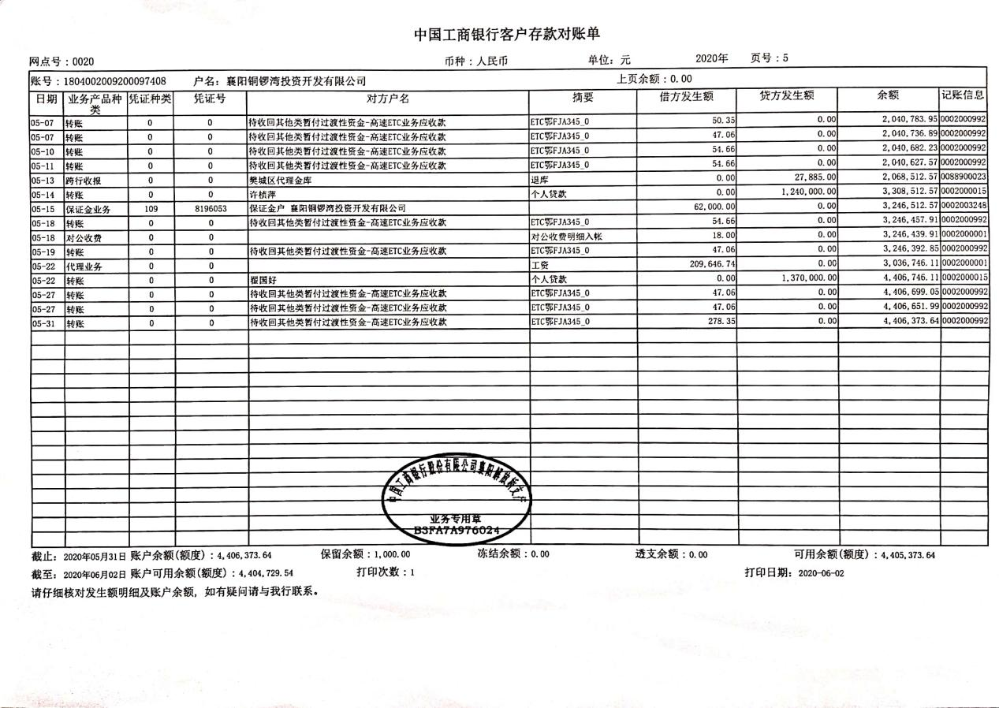 中国工商银行客户存款对账单
网点号：0020 币种：人民币 单位：元 2020年 页号：5
账号：1804002009200097408 户名：襄阳铜锣湾投资开发有限公司 上页余额：0.00
日期 业务产品种类 凭证种类 凭证号 对方户名 摘要 借方发生额 贷方发生额 余额 记账信息
05-07 转账 0 0 待收回其他类暂付过渡性资金-高速ETC业务应收款 ETC鄂FJA345_0 50.35 0.00 2,040,783.95 0002000992
05-07 转账 0 0 待收回其他类暂付过渡性资金-高速ETC业务应收款 ETC鄂FJA345_0 47.06 0.00 2,040,736.89 0002000992
05-10 转账 0 0 待收回其他类暂付过渡性资金-高速ETC业务应收款 ETC鄂FJA345_0 54.66 0.00 2,040,682.23 0002000992
05-11 转账 0 0 待收回其他类暂付过渡性资金-高速ETC业务应收款 ETC鄂FJA345_0 54.66 0.00 2,040,627.57 0002000992
05-13 跨行收报 0 0 樊城区代理金库 退库 0.00 27,885.00 2,068,512.57 0088900023
05-14 转账 0 0 许桢萍 个人贷款 0.00 1,240,000.00 3,308,512.57 0002000015
05-15 保证金业务 109 8196053 保证金户 襄阳铜锣湾投资开发有限公司 62,000.00 0.00 3,246,512.57 0002003248
05-18 转账 0 0 待收回其他类暂付过渡性资金-高速ETC业务应收款 ETC鄂FJA345_0 54.66 0.00 3,246,457.91 0002000992
05-18 对公收费 0 0 对公收费明细入帐 18.00 0.00 3,246,439.91 0002000001
05-19 转账 0 0 待收回其他类暂付过渡性资金-高速ETC业务应收款 ETC鄂FJA345_0 47.06 0.00 3,246,392.85 0002000992
05-22 代理业务 0 0 工资 209,646.74 0.00 3,036,746.11 0002000001
05-22 转账 0 0 翟国好 个人贷款 0.00 1,370,000.00 4,406,746.11 0002000015
05-27 转账 0 0 待收回其他类暂付过渡性资金-高速ETC业务应收款 ETC鄂FJA345_0 47.06 0.00 4,406,699.05 0002000992
05-27 转账 0 0 待收回其他类暂付过渡性资金-高速ETC业务应收款 ETC鄂FJA345_0 47.06 0.00 4,406,651.99 0002000992
05-31 转账 0 0 待收回其他类暂付过渡性资金-高速ETC业务应收款 ETC鄂FJA345_0 278.35 0.00 4,406,373.64 0002000992
中国工商银行股份有限公司襄阳解放桥支行
业务专用章
B3FA7A976024
截止：2020年05月31日 账户余额(额度)：4,406,373.64 保留余额：1,000.00 冻结余额：0.00 透支余额：0.00 可用余额(额度)：4,405,373.64
截至：2020年06月02日 账户可用余额(额度)：4,404,729.54 打印次数：1 打印日期：2020-06-02
请仔细核对发生额明细及账户余额，如有疑问请与我行联系。